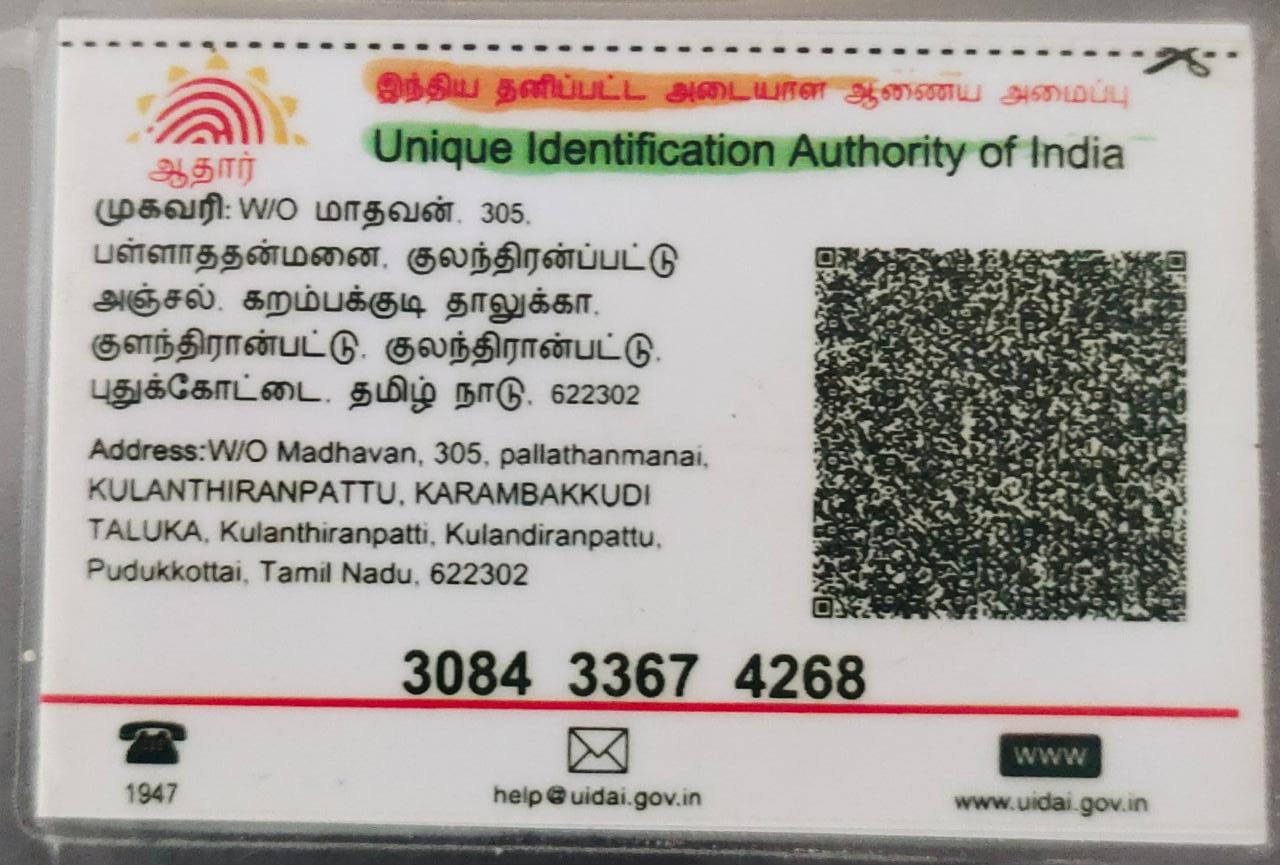 இந்திய தனிப்பட்ட அடையாள ஆணைய அமைப்பு
Unique Identification Authority of India
ஆதார்
முகவரி: W/O மாதவன், 305,
பள்ளாததன்மனை, குலந்திரன்ப்பட்டு
அஞ்சல், கறம்பக்குடி தாலுக்கா,
குளந்திரான்பட்டு, குலந்திரான்பட்டு,
புதுக்கோட்டை, தமிழ் நாடு, 622302
Address:W/O Madhavan, 305, pallathanmanai,
KULANTHIRANPATTU, KARAMBAKKUDI
TALUKA, Kulanthiranpatti, Kulandiranpattu,
Pudukkottai, Tamil Nadu, 622302
3084 3367 4268
1947
help@uidai.gov.in
www
www.uidai.gov.in